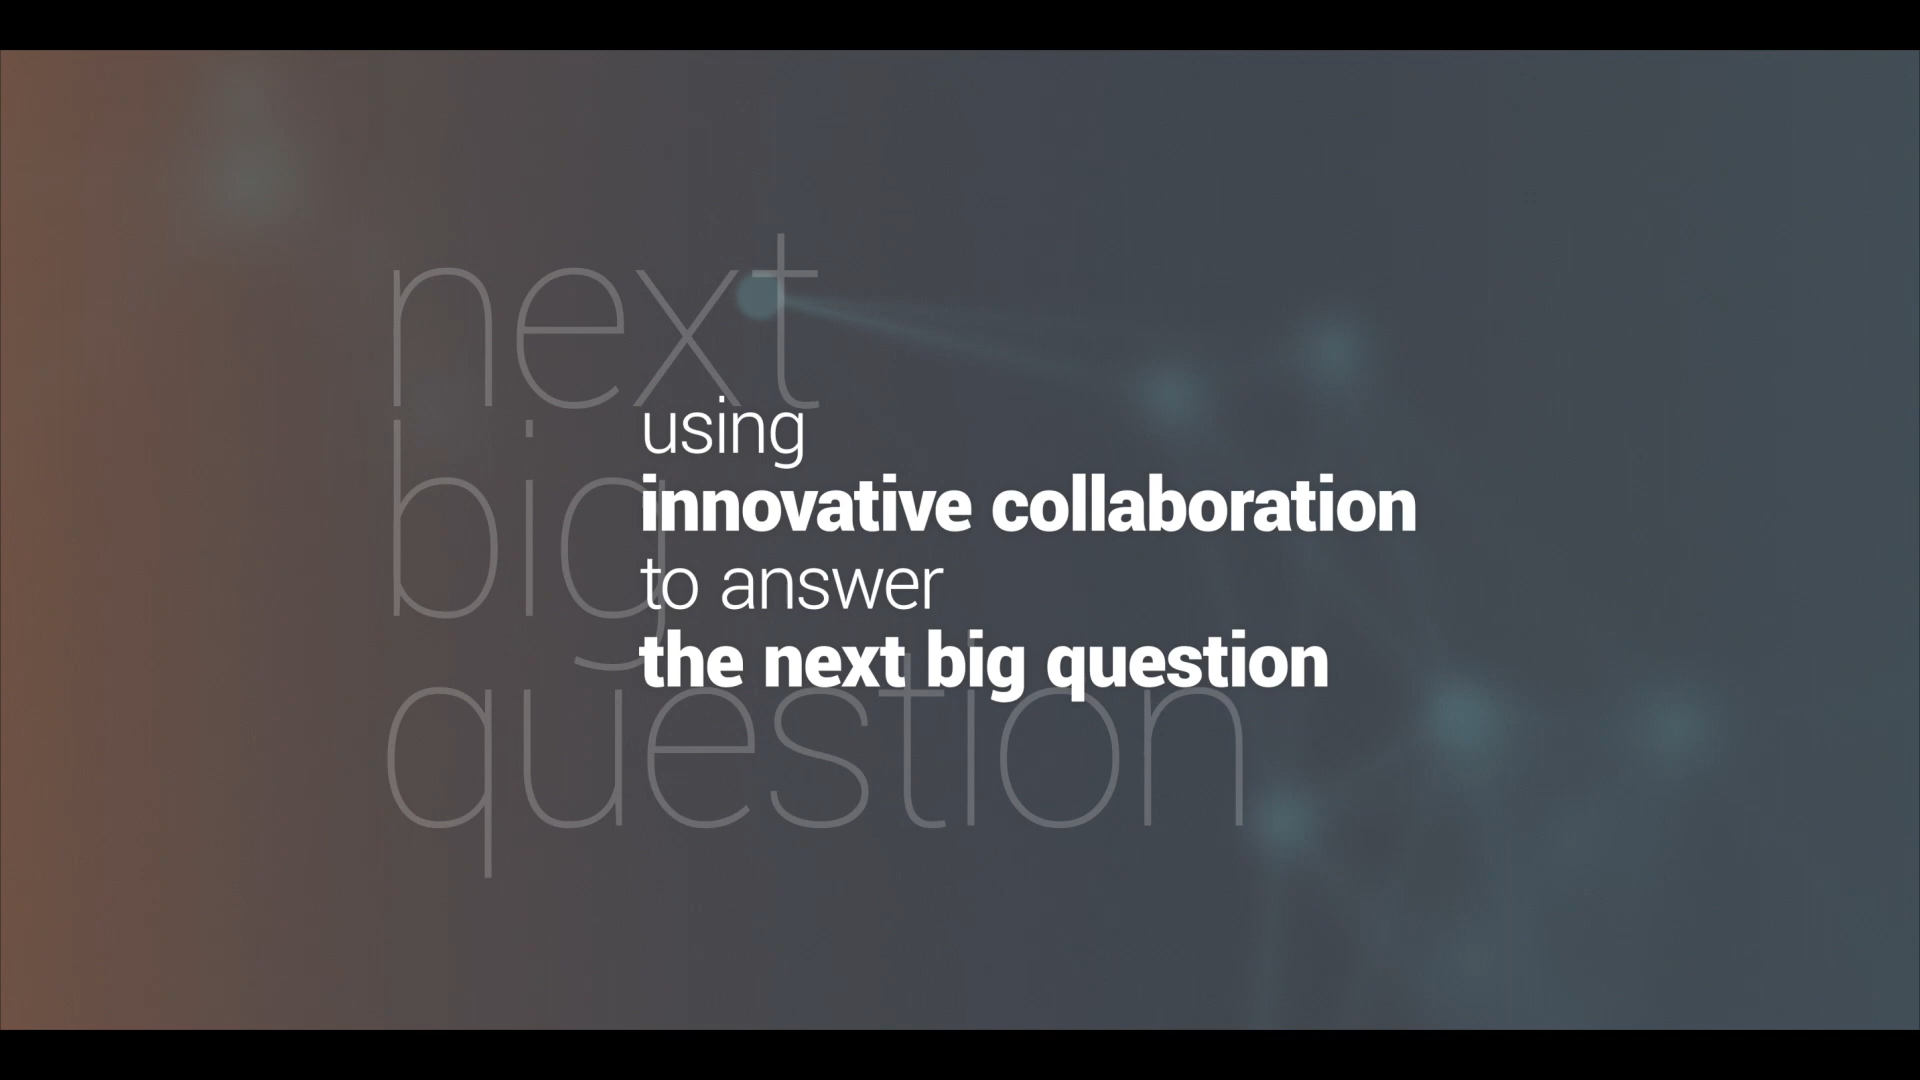 next
big
question
using
innovative collaboration
to answer
the next big question